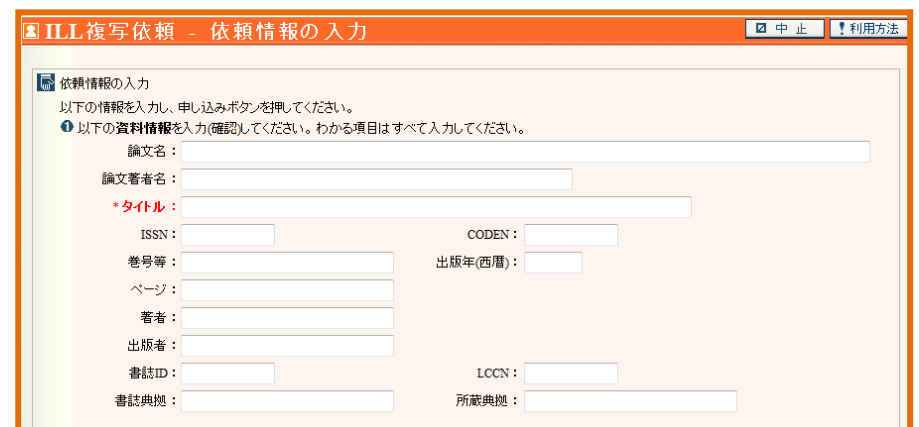 ILL複写依頼 - 依頼情報の入力 中 止 利用方法
依頼情報の入力
以下の情報を入力し、申し込みボタンを押してください。
❶ 以下の資料情報を入力(確認)してください。わかる項目はすべて入力してください。
論文名：
論文著者名：
*タイトル：
ISSN： CODEN：
巻号等： 出版年(西暦)：
ページ：
著者：
出版者：
書誌ID： LCCN：
書誌典拠： 所蔵典拠：